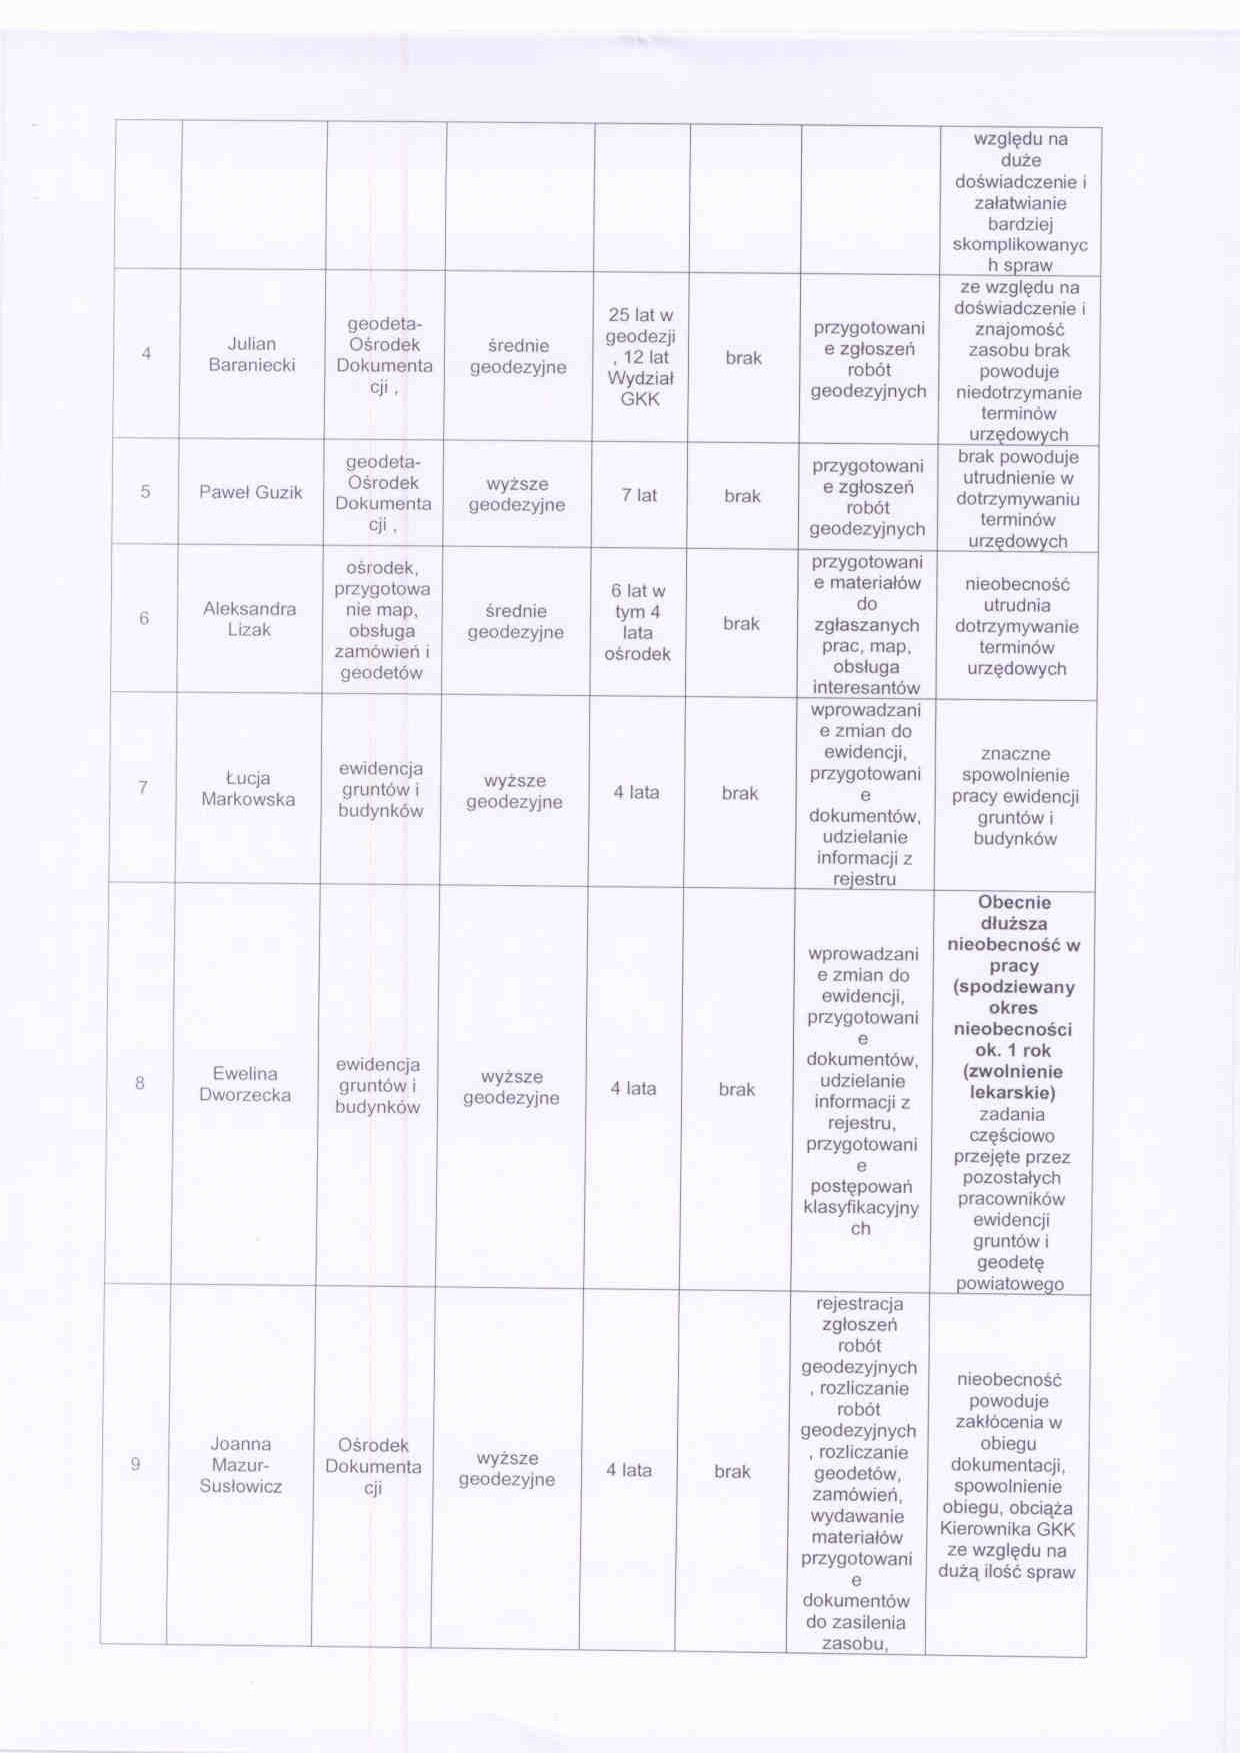 względu na
duże
doświadczenie i
załatwianie
bardziej
skomplikowanyc
h spraw
4
Julian
Baraniecki
geodeta-
Ośrodek
Dokumenta
cji ,
średnie
geodezyjne
25 lat w
geodezji
, 12 lat
Wydział
GKK
brak
przygotowani
e zgłoszeń
robót
geodezyjnych
ze względu na
doświadczenie i
znajomość
zasobu brak
powoduje
niedotrzymanie
terminów
urzędowych
5
Paweł Guzik
geodeta-
Ośrodek
Dokumenta
cji ,
wyższe
geodezyjne
7 lat
brak
przygotowani
e zgłoszeń
robót
geodezyjnych
brak powoduje
utrudnienie w
dotrzymywaniu
terminów
urzędowych
6
Aleksandra
Lizak
ośrodek,
przygotowa
nie map,
obsługa
zamówień i
geodetów
średnie
geodezyjne
6 lat w
tym 4
lata
ośrodek
brak
przygotowani
e materiałów
do
zgłaszanych
prac, map,
obsługa
interesantów
nieobecność
utrudnia
dotrzymywanie
terminów
urzędowych
7
Łucja
Markowska
ewidencja
gruntów i
budynków
wyższe
geodezyjne
4 lata
brak
wprowadzani
e zmian do
ewidencji,
przygotowani
e
dokumentów,
udzielanie
informacji z
rejestru
znaczne
spowolnienie
pracy ewidencji
gruntów i
budynków
8
Ewelina
Dworzecka
ewidencja
gruntów i
budynków
wyższe
geodezyjne
4 lata
brak
wprowadzani
e zmian do
ewidencji,
przygotowani
e
dokumentów,
udzielanie
informacji z
rejestru,
przygotowani
e
postępowań
klasyfikacyjny
ch
Obecnie
dłuższa
nieobecność w
pracy
(spodziewany
okres
nieobecności
ok. 1 rok
(zwolnienie
lekarskie)
zadania
częściowo
przejęte przez
pozostałych
pracowników
ewidencji
gruntów i
geodetę
powiatowego
9
Joanna
Mazur-
Susłowicz
Ośrodek
Dokumenta
cji
wyższe
geodezyjne
4 lata
brak
rejestracja
zgłoszeń
robót
geodezyjnych
, rozliczanie
robót
geodezyjnych
, rozliczanie
geodetów,
zamówień,
wydawanie
materiałów
przygotowani
e
dokumentów
do zasilenia
zasobu,
nieobecność
powoduje
zakłócenia w
obiegu
dokumentacji,
spowolnienie
obiegu, obciąża
Kierownika GKK
ze względu na
dużą ilość spraw